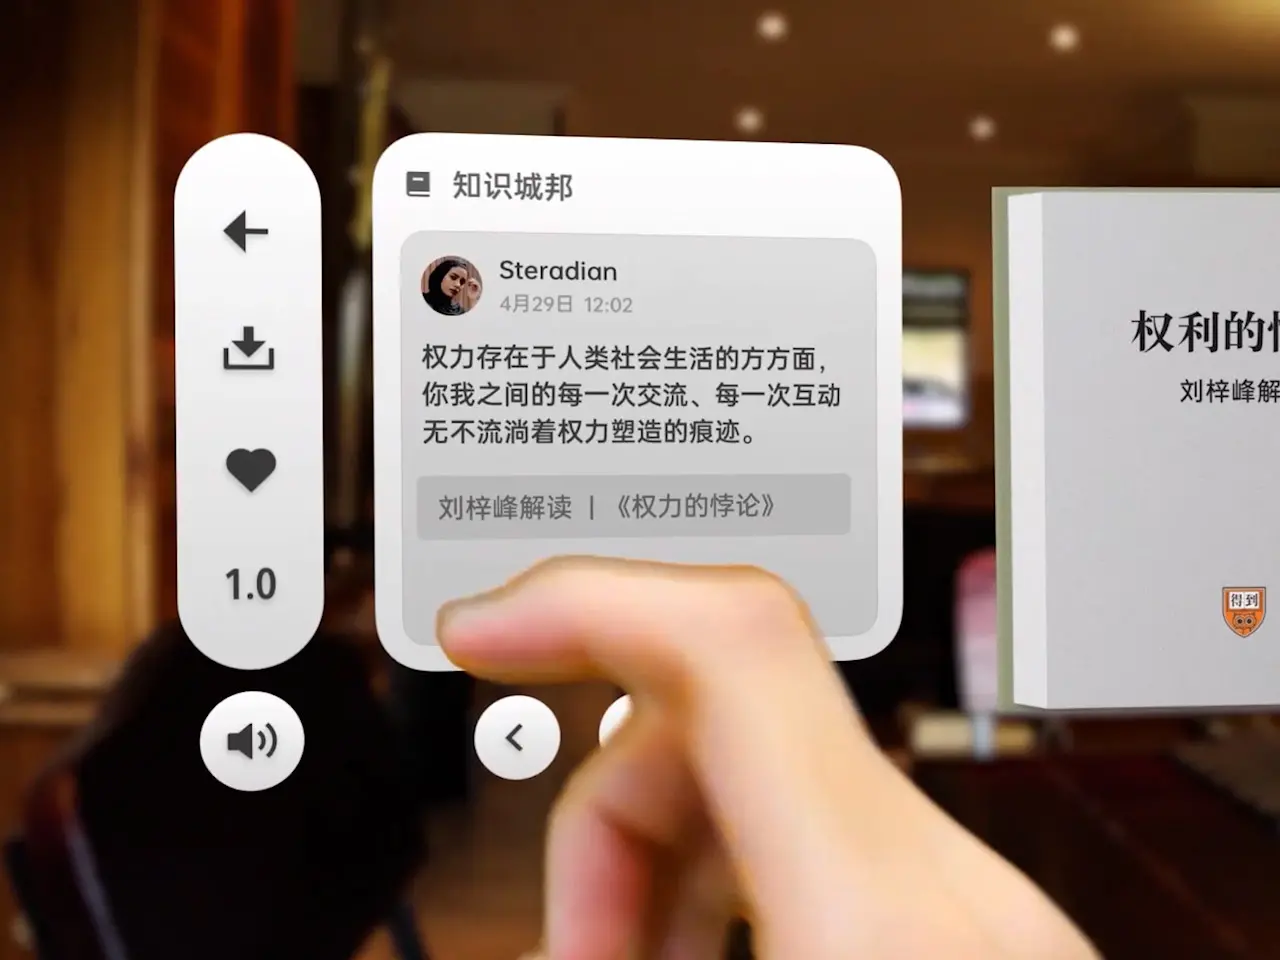 知识城邦
Steradian
4月29日 12:02
权力存在于人类社会生活的方方面，
你我之间的每一次交流、每一次互动
无不流淌着权力塑造的痕迹。
刘梓峰解读 | 《权力的悖论》
1.0
权利的悖
刘梓峰解
得到